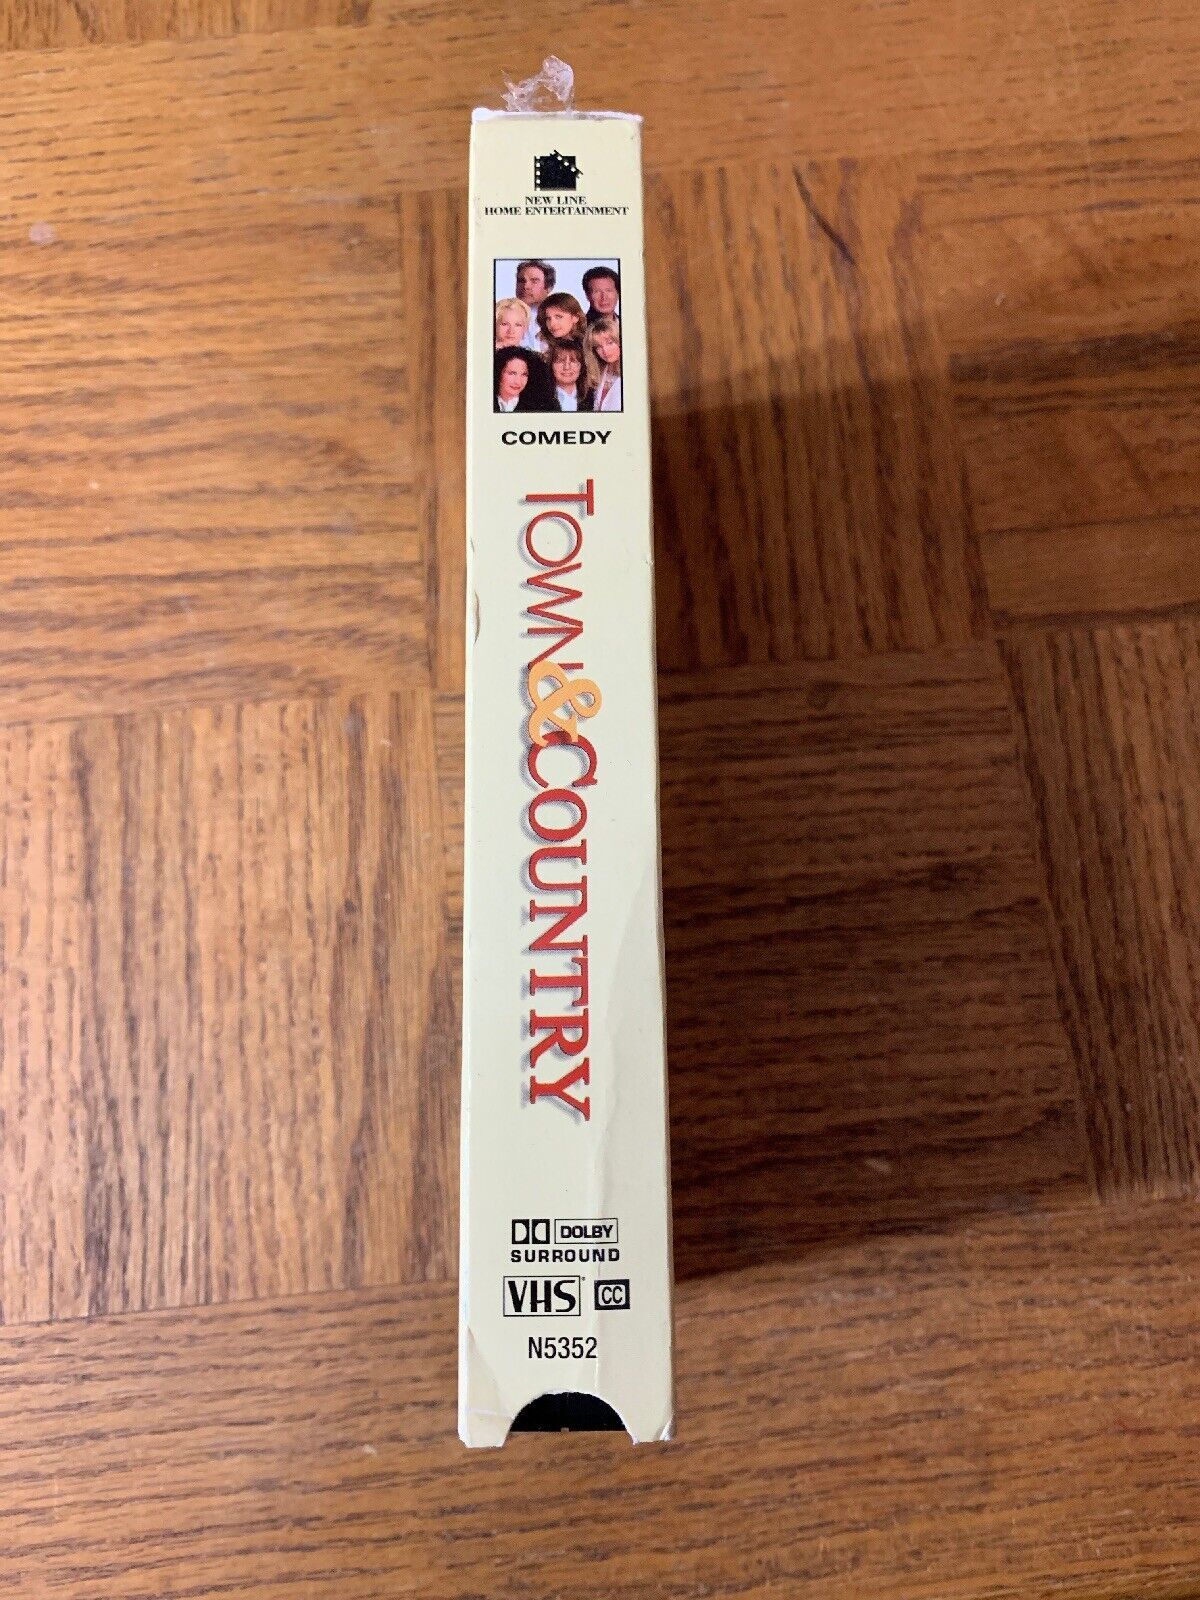 NEW LINE
HOME ENTERTAINMENT
COMEDY
TOWN & COUNTRY
DOLBY
SURROUND
VHS CC
N5352